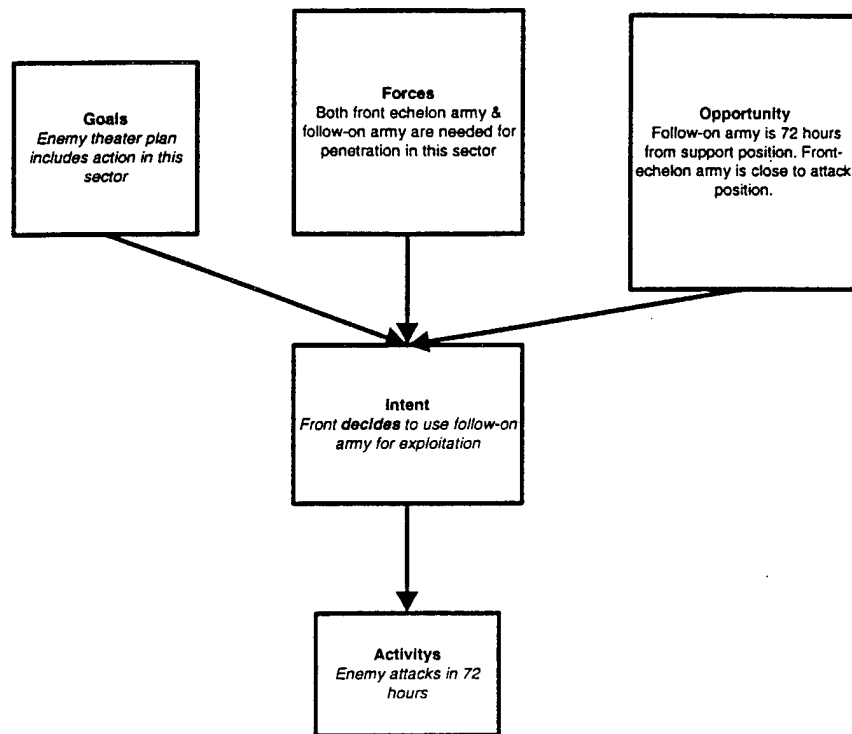 Goals
Enemy theater plan
includes action in this
sector
Forces
Both front echelon army &
follow-on army are needed for
penetration in this sector
Opportunity
Follow-on army is 72 hours
from support position. Front-
echelon army is close to attack
position.
Intent
Front decides to use follow-on
army for exploitation
Activitys
Enemy attacks in 72
hours